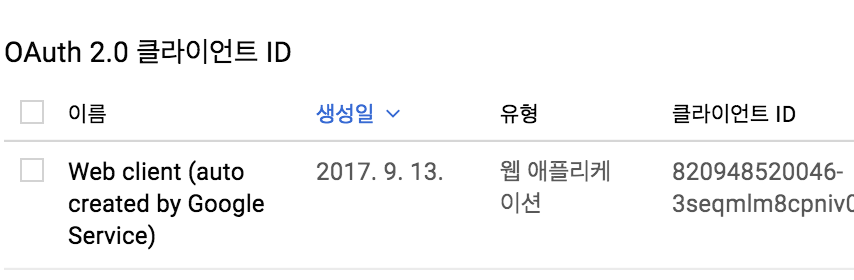 OAuth 2.0 클라이언트 ID
이름 생성일 유형 클라이언트 ID
Web client (auto created by Google Service) 2017. 9. 13. 웹 애플리케이션 820948520046-
3seqmlm8cpniv0